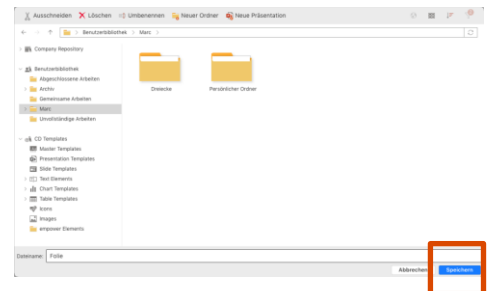 Ausschneiden Löschen Umbenennen Neuer Ordner Neue Präsentation
Benutzerbibliothek > Marc >
Company Repository
Benutzerbibliothek
Abgeschlossene Arbeiten
Archiv
Gemeinsame Arbeiten
Marc
Unvollständige Arbeiten
Dreiecke Persönlicher Ordner
CD Templates
Master Templates
Presentation Templates
Slide Templates
Text Elements
Chart Templates
Table Templates
Icons
Images
empower Elements
Dateiname: Folie
Abbrechen Speichern